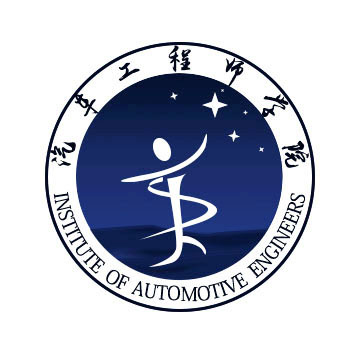 汽车工程师学院
INSTITUTE OF AUTOMOTIVE ENGINEERS